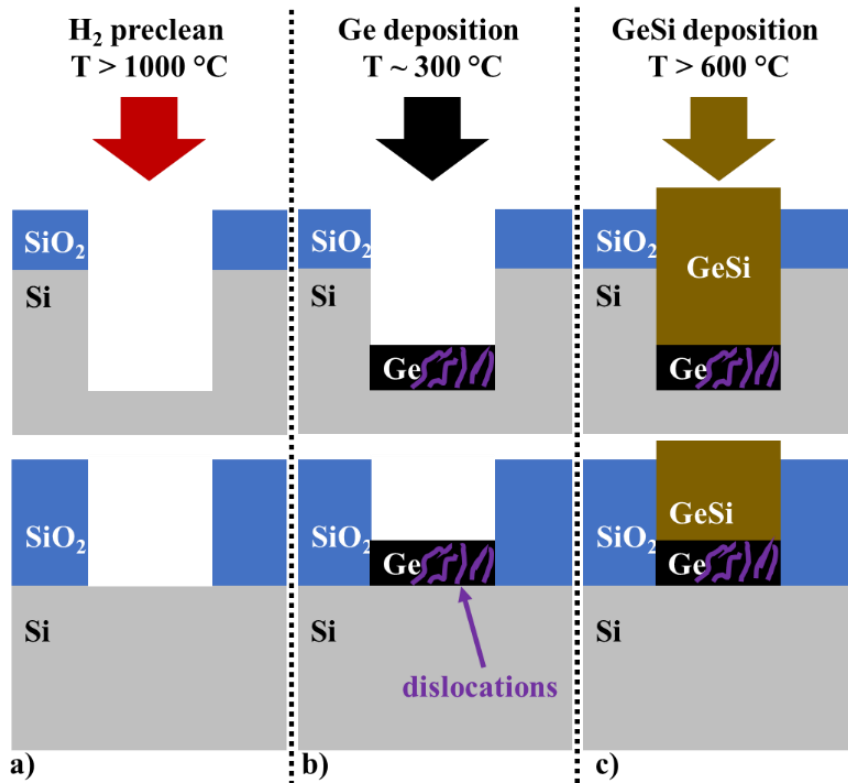 H₂ preclean
T > 1000 °C
Ge deposition
T ~ 300 °C
GeSi deposition
T > 600 °C
SiO₂
Si
SiO₂
Si
Ge
SiO₂
GeSi
Si
Ge
SiO₂
Si
SiO₂
Ge
Si
dislocations
GeSi
SiO₂
Ge
Si
a)
b)
c)